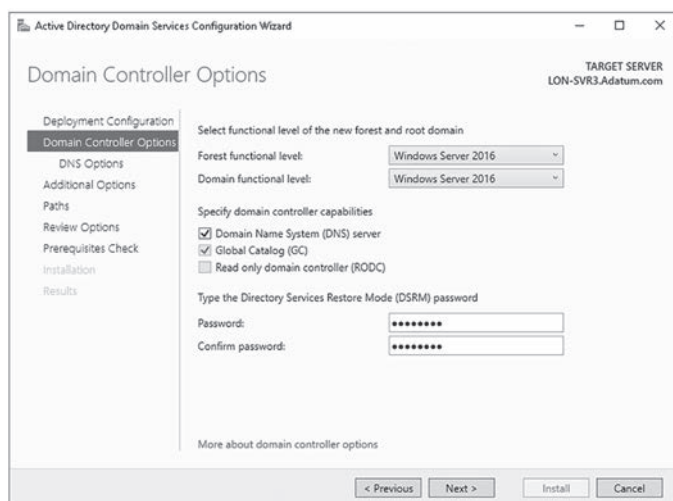 Active Directory Domain Services Configuration Wizard
Domain Controller Options
TARGET SERVER
LON-SVR3.Adatum.com
Deployment Configuration
Domain Controller Options
DNS Options
Additional Options
Paths
Review Options
Prerequisites Check
Installation
Results
Select functional level of the new forest and root domain
Forest functional level: Windows Server 2016
Domain functional level: Windows Server 2016
Specify domain controller capabilities
Domain Name System (DNS) server
Global Catalog (GC)
Read only domain controller (RODC)
Type the Directory Services Restore Mode (DSRM) password
Password: ••••••••
Confirm password: ••••••••
More about domain controller options
< Previous Next > Install Cancel